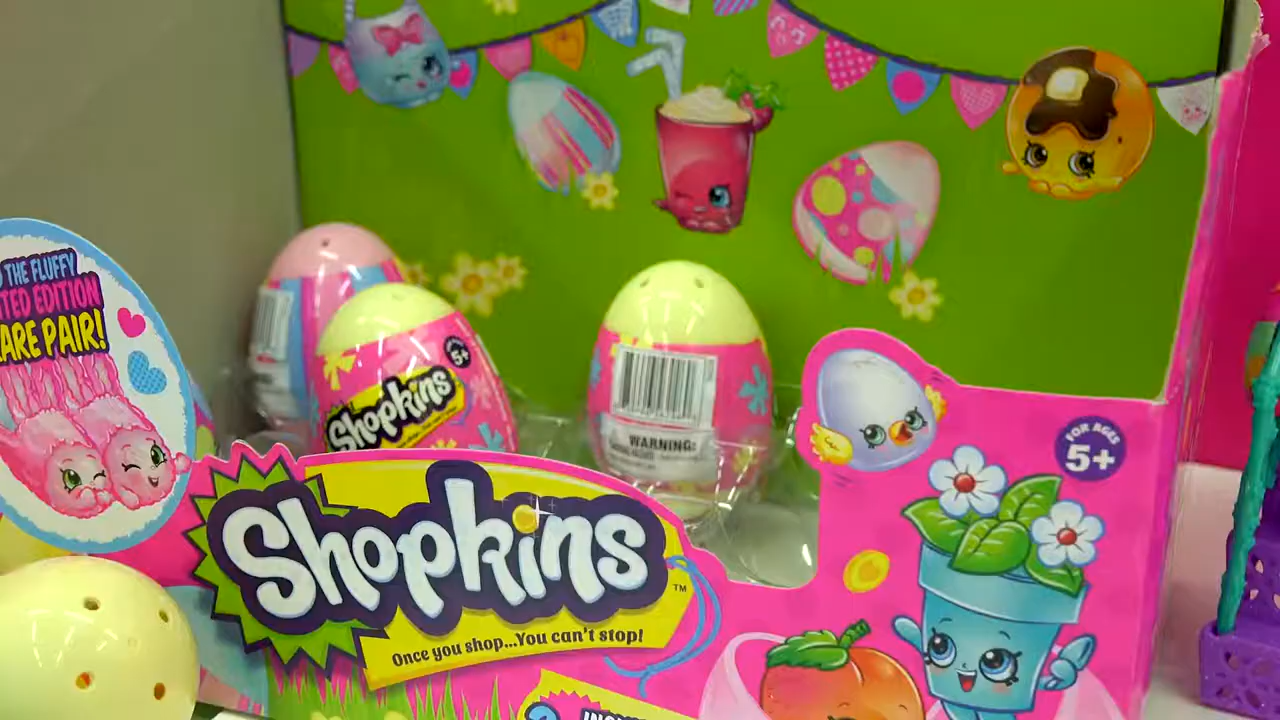 THE FLUFFY
TED EDITION
ARE PAIR!
5+
Shopkins
WARNING:
FOR AGES
5+
Shopkins
TM
Once you shop...You can't stop!